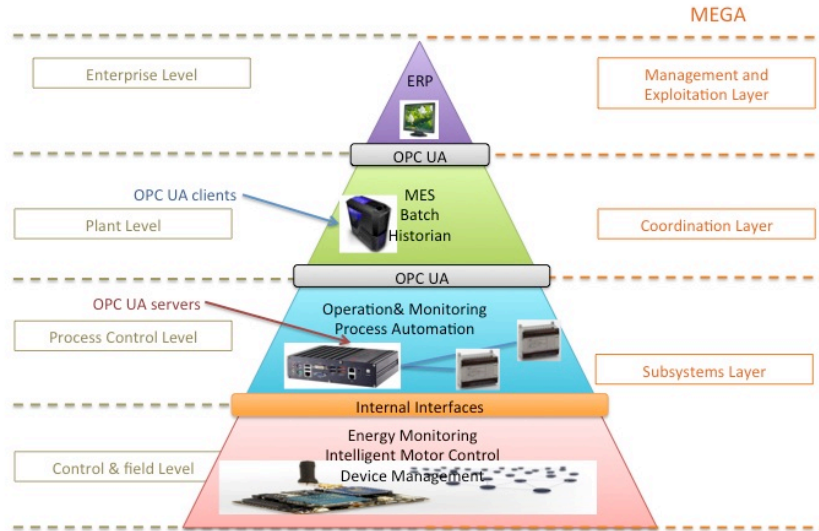 MEGA
Enterprise Level
ERP
Management and
Exploitation Layer
OPC UA
OPC UA clients
MES
Batch
Historian
Plant Level
Coordination Layer
OPC UA
OPC UA servers
Operation& Monitoring
Process Automation
Process Control Level
Subsystems Layer
Internal Interfaces
Energy Monitoring
Intelligent Motor Control
Device Management
Control & field Level